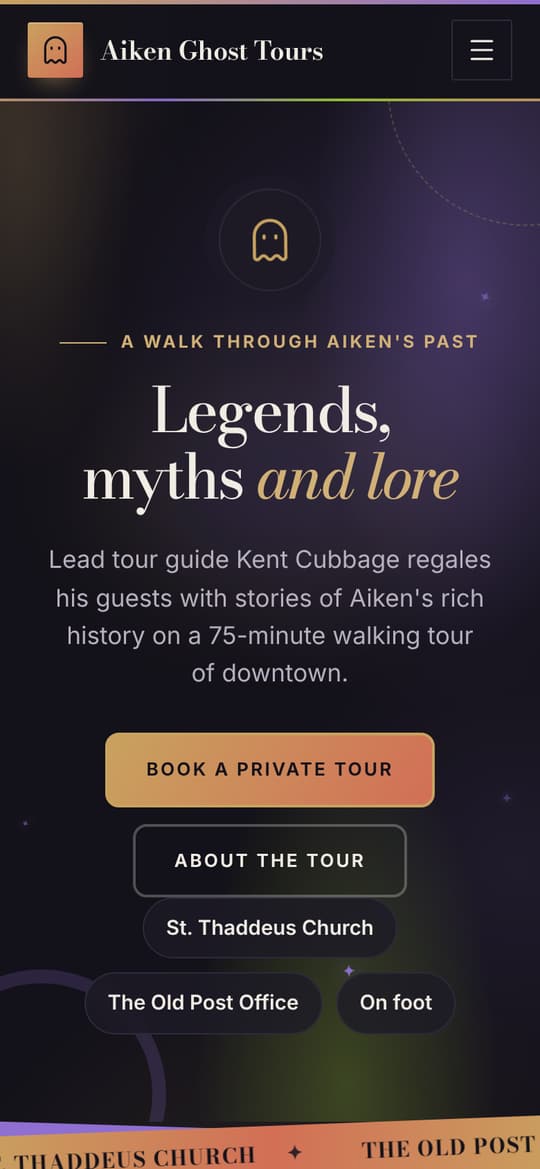 Aiken Ghost Tours
A WALK THROUGH AIKEN'S PAST
Legends,
myths and lore
Lead tour guide Kent Cubbage regales
his guests with stories of Aiken's rich
history on a 75-minute walking tour
of downtown.
BOOK A PRIVATE TOUR
ABOUT THE TOUR
St. Thaddeus Church
The Old Post Office
On foot
THADDEUS CHURCH ✦ THE OLD POST